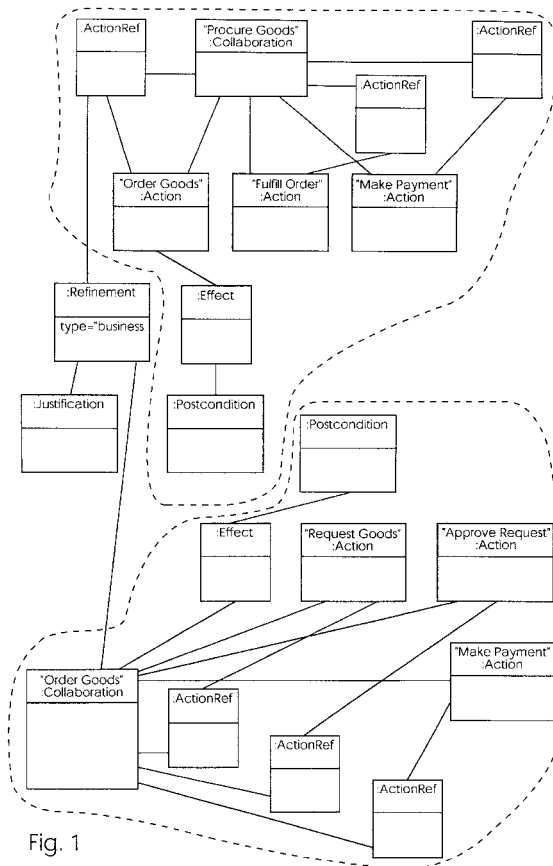 :ActionRef
"Procure Goods"
:Collaboration
:ActionRef
:ActionRef
"Order Goods"
:Action
"Fulfill Order"
:Action
"Make Payment"
:Action
:Refinement
type="business
:Effect
:Justification
:Postcondition
:Postcondition
:Effect
"Request Goods"
:Action
"Approve Request"
:Action
"Order Goods"
:Collaboration
"Make Payment"
:Action
:ActionRef
:ActionRef
:ActionRef
Fig. 1